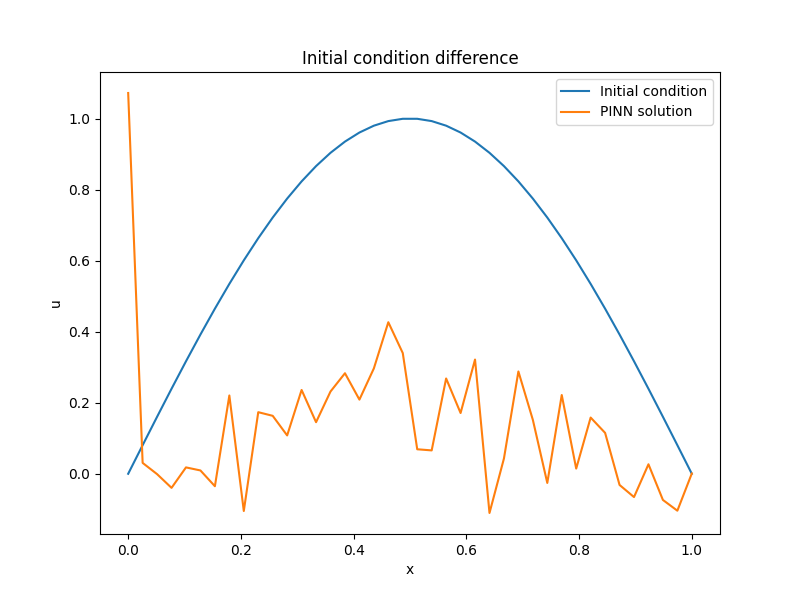 Initial condition difference
Initial condition
PINN solution
1.0
0.8
0.6
0.4
0.2
0.0
u
0.0 0.2 0.4 0.6 0.8 1.0
x